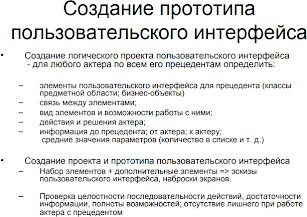 Создание прототипа
пользовательского интерфейса
• Создание логического проекта пользовательского интерфейса
- для любого актера по всем его прецедентам определить:
– элементы пользовательского интерфейса для прецедента (классы
предметной области; бизнес-объекты)
– связь между элементами;
– вид элементов и возможности работы с ними;
– действия и решения актера;
– информация до прецедента; от актера; к актеру;
средние значения параметров (количество в списке и т. д.)
• Создание проекта и прототипа пользовательского интерфейса
– Набор элементов + дополнительные элементы => эскизы
пользовательского интерфейса, наброски экранов.
– Проверка целостности последовательности действий, достаточности
информации, полноты возможностей; отсутствие лишнего при работе
актера с прецедентом